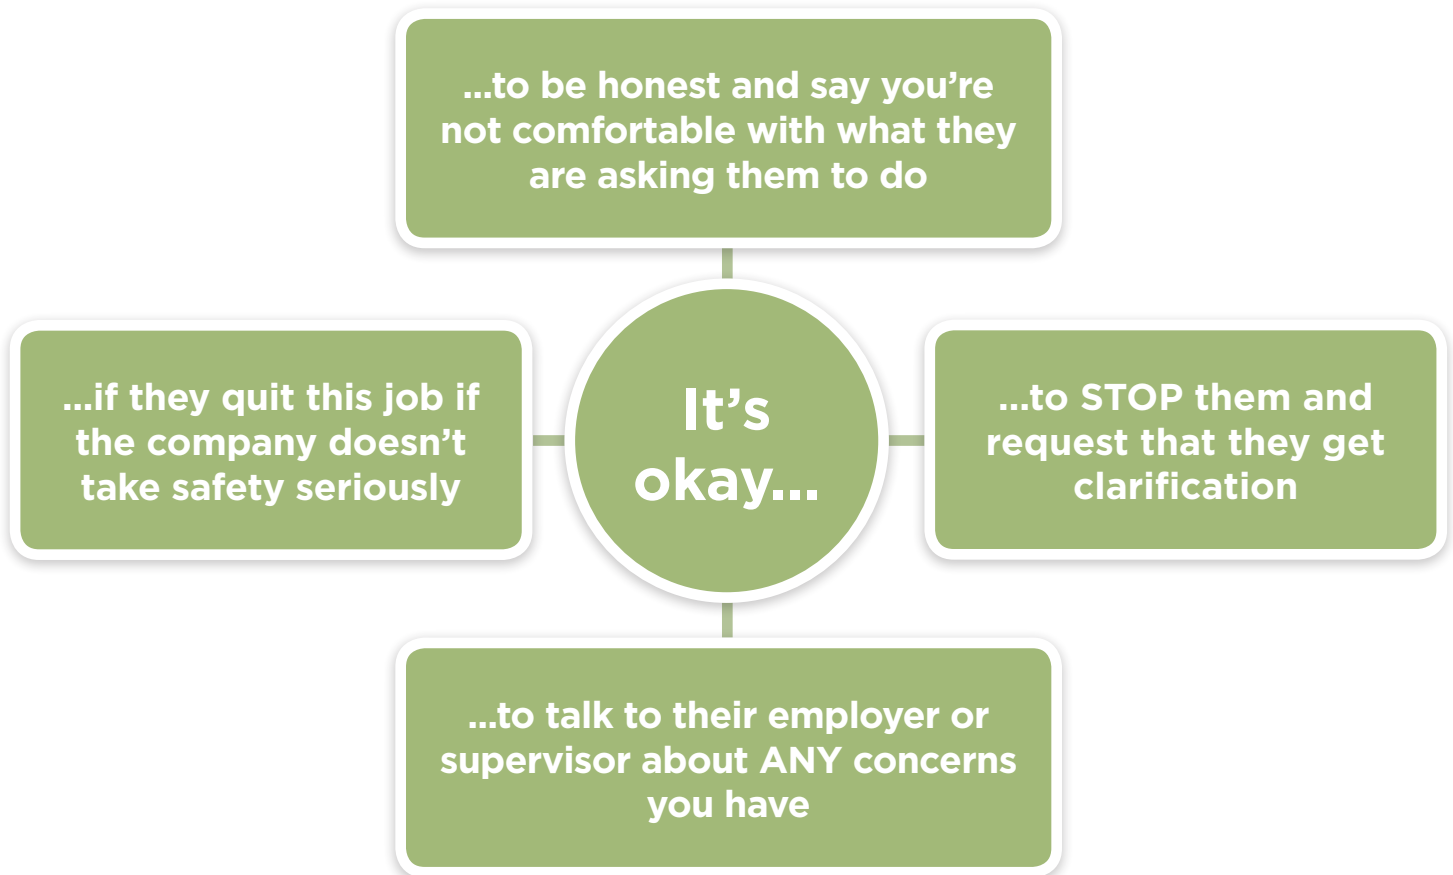 ...to be honest and say you’re
not comfortable with what they
are asking them to do
...if they quit this job if
the company doesn’t
take safety seriously
It’s
okay...
...to STOP them and
request that they get
clarification
...to talk to their employer or
supervisor about ANY concerns
you have